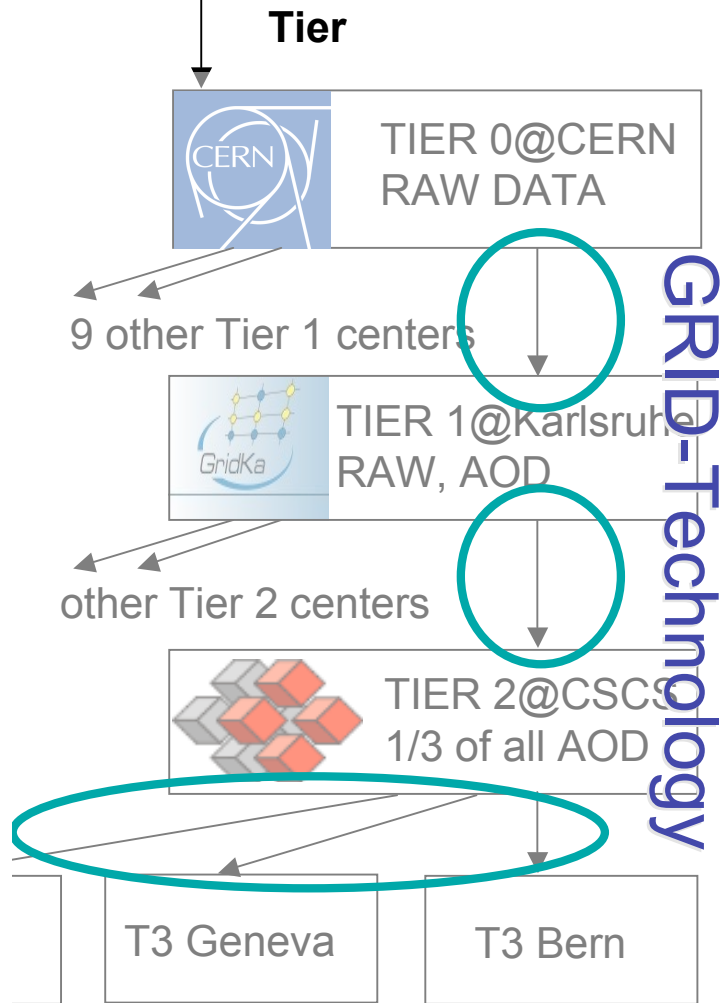 Tier
CERN
TIER 0@CERN
RAW DATA
9 other Tier 1 centers
GridKa
TIER 1@Karlsruhe
RAW, AOD
other Tier 2 centers
TIER 2@CSCS
1/3 of all AOD
T3 Geneva
T3 Bern
GRID-Technology